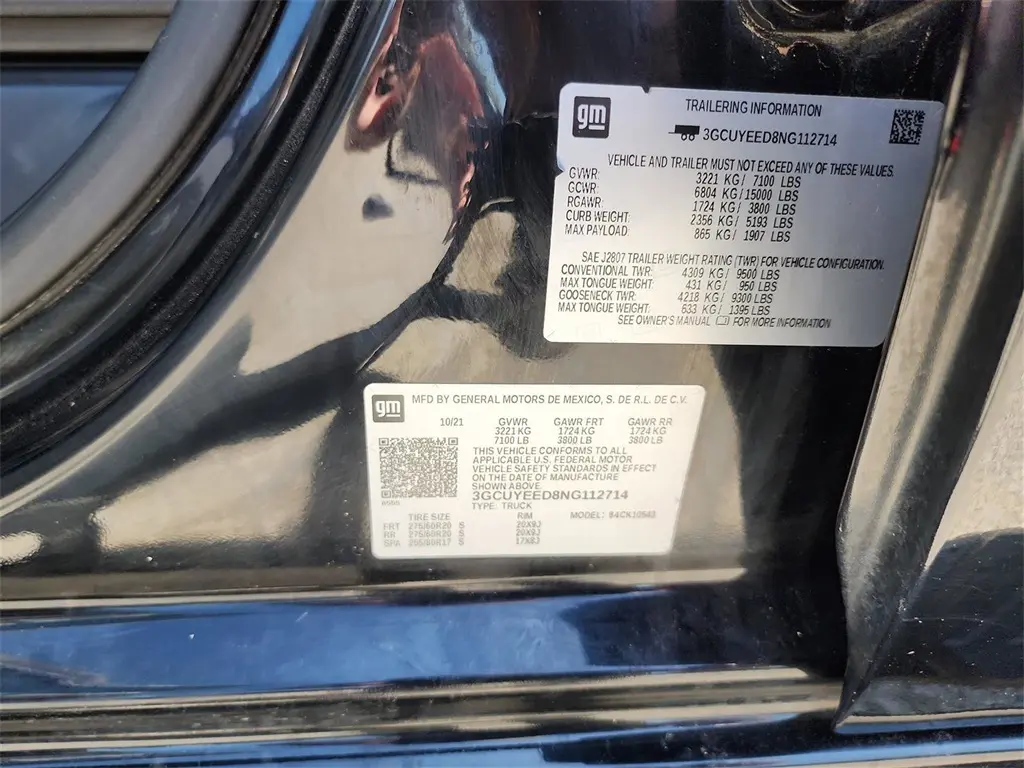 gm
TRAILERING INFORMATION
3GCUYEED8NG112714
VEHICLE AND TRAILER MUST NOT EXCEED ANY OF THESE VALUES.
GVWR: 3221 KG/ 7100 LBS
GCWR: 6804 KG/15000 LBS
RGAWR: 1724 KG/ 3800 LBS
CURB WEIGHT: 2356 KG/ 5193 LBS
MAX PAYLOAD: 865 KG/ 1907 LBS
SAE J2807 TRAILER WEIGHT RATING (TWR) FOR VEHICLE CONFIGURATION.
CONVENTIONAL TWR: 4309 KG/ 9500 LBS
MAX TONGUE WEIGHT: 431 KG/ 950 LBS
GOOSENECK TWR: 4218 KG/ 9300 LBS
MAX TONGUE WEIGHT: 633 KG/ 1395 LBS
SEE OWNER'S MANUAL FOR MORE INFORMATION
gm
MFD BY GENERAL MOTORS DE MEXICO, S. DE R.L. DE C.V.
10/21 GVWR GAWR FRT GAWR RR
3221 KG 1724 KG 1724 KG
7100 LB 3800 LB 3800 LB
THIS VEHICLE CONFORMS TO ALL
APPLICABLE U.S. FEDERAL MOTOR
VEHICLE SAFETY STANDARDS IN EFFECT
ON THE DATE OF MANUFACTURE
SHOWN ABOVE.
3GCUYEED8NG112714
TYPE: TRUCK
TIRE SIZE RIM MODEL: 84CK10543
FRT 275/60R20 S 20X9J
RR 275/60R20 S 20X9J
SPA 255/80R17 S 17X8J